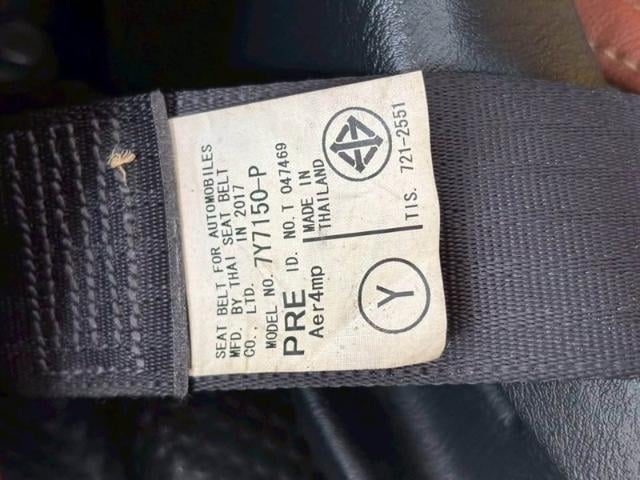 SEAT BELT FOR AUTOMOBILES
MFD. BY THAI SEAT BELT
CO., LTD. IN 2017
MODEL NO. 7Y7150-P
PRE ID. NO. T 047469
Aer4mp MADE IN
THAILAND
Y
TIS. 721-2551